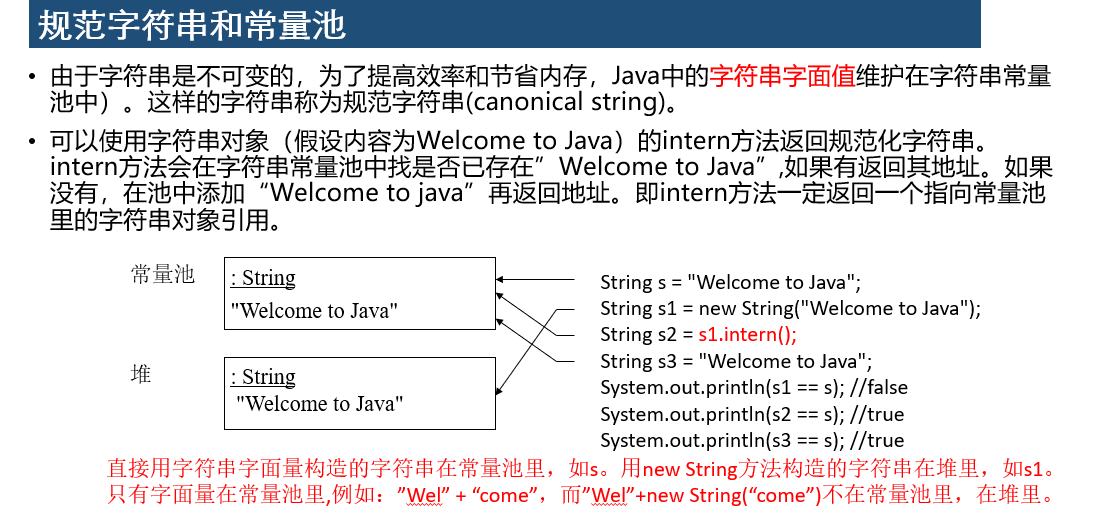 规范字符串和常量池
• 由于字符串是不可变的，为了提高效率和节省内存，Java中的字符串字面值维护在字符串常量
池中）。这样的字符串称为规范字符串(canonical string)。
• 可以使用字符串对象（假设内容为Welcome to Java）的intern方法返回规范化字符串。
intern方法会在字符串常量池中找是否已存在”Welcome to Java”,如果有返回其地址。如果
没有，在池中添加“Welcome to java”再返回地址。即intern方法一定返回一个指向常量池
里的字符串对象引用。
常量池
: String
"Welcome to Java"
堆
: String
"Welcome to Java"
String s = "Welcome to Java";
String s1 = new String("Welcome to Java");
String s2 = s1.intern();
String s3 = "Welcome to Java";
System.out.println(s1 == s); //false
System.out.println(s2 == s); //true
System.out.println(s3 == s); //true
直接用字符串字面量构造的字符串在常量池里，如s。用new String方法构造的字符串在堆里，如s1。
只有字面量在常量池里,例如：”Wel” + “come”，而”Wel”+new String(“come”)不在常量池里，在堆里。